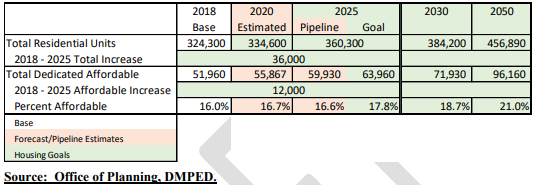 2018 2020 2025 2030 2050
Base Estimated Pipeline Goal
Total Residential Units 324,300 334,600 360,300 384,200 456,890
2018 - 2025 Total Increase 36,000
Total Dedicated Affordable 51,960 55,867 59,930 63,960 71,930 96,160
2018 - 2025 Affordable Increase 12,000
Percent Affordable 16.0% 16.7% 16.6% 17.8% 18.7% 21.0%
Base
Forecast/Pipeline Estimates
Housing Goals
Source: Office of Planning, DMPED.